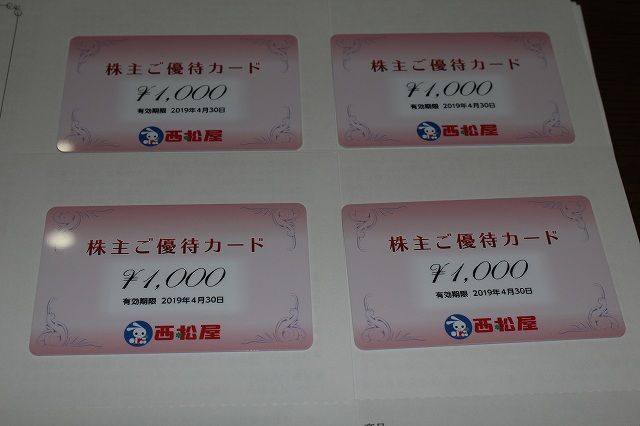 株主ご優待カード
¥1,000
有効期限 2019年4月30日
西松屋
株主ご優待カード
¥1,000
有効期限 2019年4月30日
西松屋
株主ご優待カード
¥1,000
有効期限 2019年4月30日
西松屋
株主ご優待カード
¥1,000
有効期限 2019年4月30日
西松屋